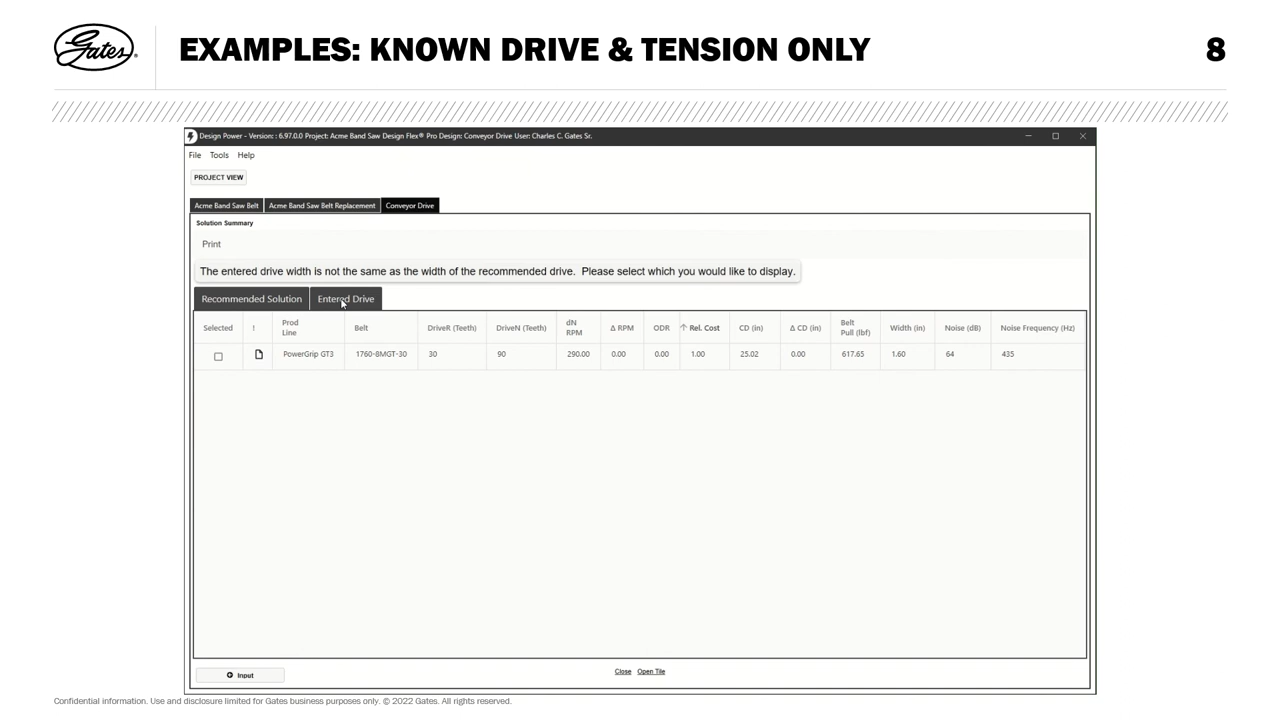 Gates
EXAMPLES: KNOWN DRIVE & TENSION ONLY
8
Design Power - Version: : 6.97.0.0 Project: Acme Band Saw Design Flex® Pro Design: Conveyor Drive User: Charles C. Gates Sr.
File Tools Help
PROJECT VIEW
Acme Band Saw Belt Acme Band Saw Belt Replacement Conveyor Drive
Solution Summary
Print
The entered drive width is not the same as the width of the recommended drive. Please select which you would like to display.
Recommended Solution Entered Drive
Selected ! Prod Line Belt DriveR (Teeth) DriveN (Teeth) dN RPM Δ RPM ODR ↑ Rel. Cost CD (in) Δ CD (in) Belt Pull (lbf) Width (in) Noise (dB) Noise Frequency (Hz)
PowerGrip GT3 1760-8MGT-30 30 90 290.00 0.00 0.00 1.00 25.02 0.00 617.65 1.60 64 435
Input
Close Open Tile
Confidential information. Use and disclosure limited for Gates business purposes only. © 2022 Gates. All rights reserved.